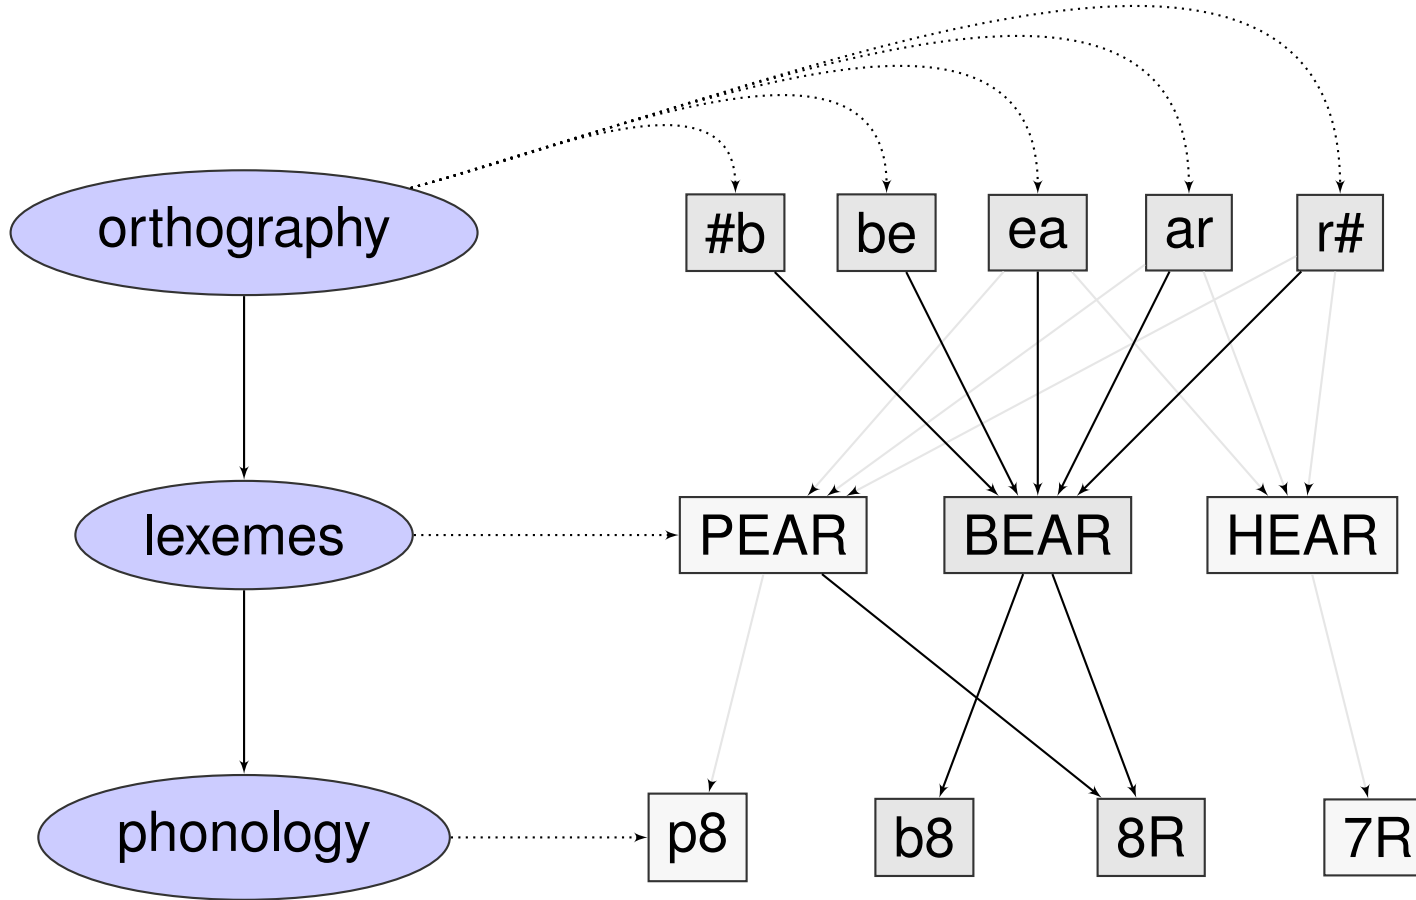 orthography
#b be ea ar r#
lexemes
PEAR BEAR HEAR
phonology
p8 b8 8R 7R